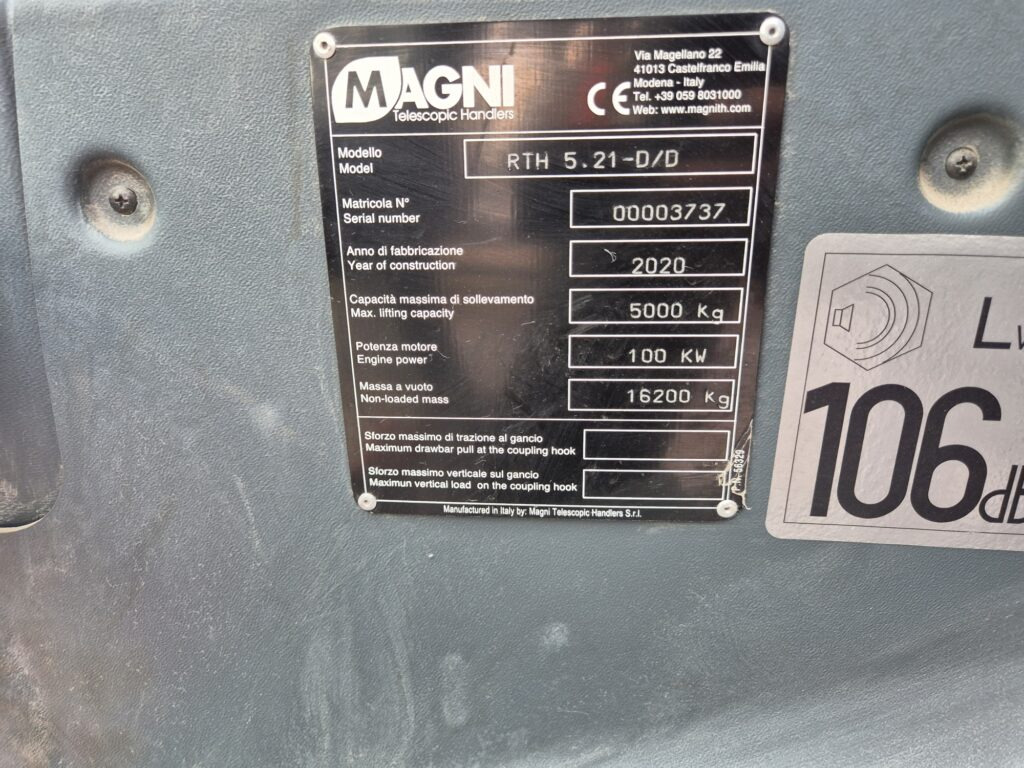 MAGNI
Telescopic Handlers
Via Magellano 22
41013 Castelfranco Emilia
Modena - Italy
Tel. +39 059 8031000
Web: www.magnith.com
CE
Modello
Model
RTH 5.21-D/D
Matricola N°
Serial number
00003737
Anno di fabbricazione
Year of construction
2020
Capacità massima di sollevamento
Max. lifting capacity
5000 Kg
Potenza motore
Engine power
100 KW
Massa a vuoto
Non-loaded mass
16200 Kg
Sforzo massimo di trazione al gancio
Maximum drawbar pull at the coupling hook
Sforzo massimo verticale sul gancio
Maximun vertical load on the coupling hook
Manufactured in Italy by: Magni Telescopic Handlers S.r.l.
106 dB